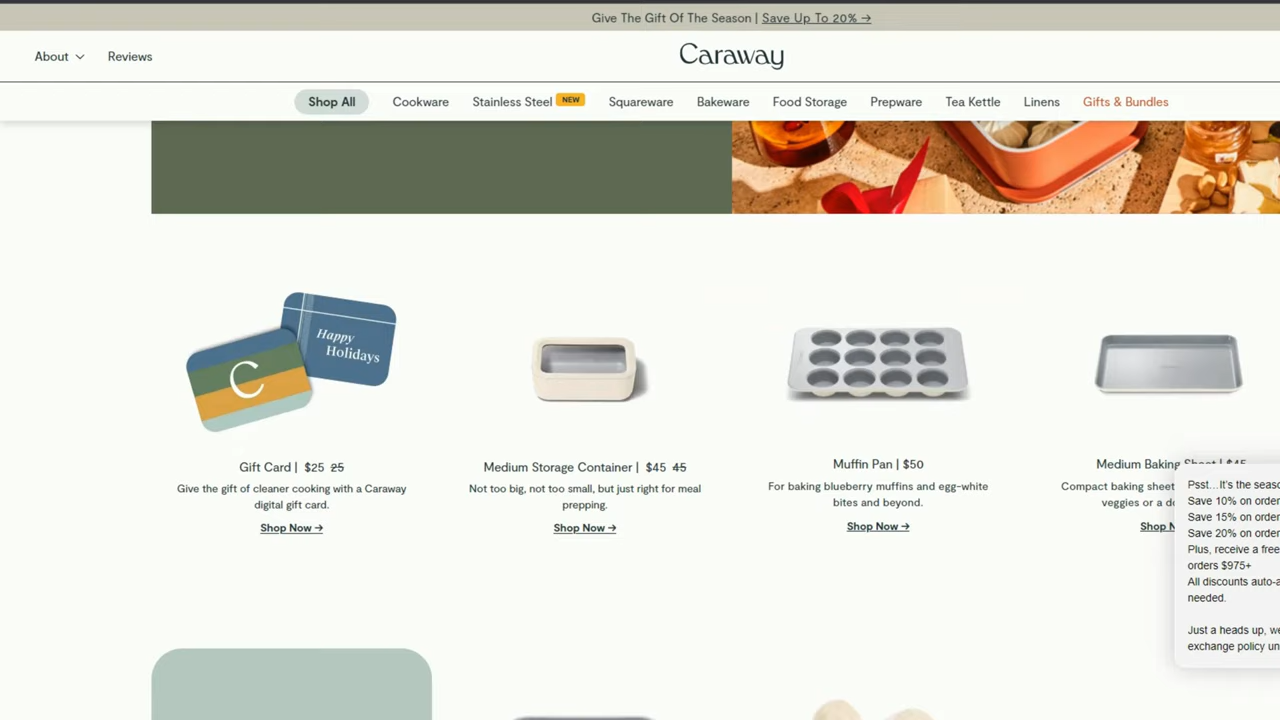 Give The Gift Of The Season | Save Up To 20% →
About
Reviews
Caraway
Shop All
Cookware
Stainless Steel NEW
Squareware
Bakeware
Food Storage
Prepware
Tea Kettle
Linens
Gifts & Bundles
Happy
Holidays
C
Gift Card | $25 25
Give the gift of cleaner cooking with a Caraway
digital gift card.
Shop Now →
Medium Storage Container | $45 45
Not too big, not too small, but just right for meal
prepping.
Shop Now →
Muffin Pan | $50
For baking blueberry muffins and egg-white
bites and beyond.
Shop Now →
Medium Baking Sheet | $45
Compact baking sheet
veggies or a
Shop
Psst...It's the
Save 10% on
Save 15% on
Save 20% on
Plus, receive a free
orders $975+
All discounts
needed.
Just a heads up,
exchange policy